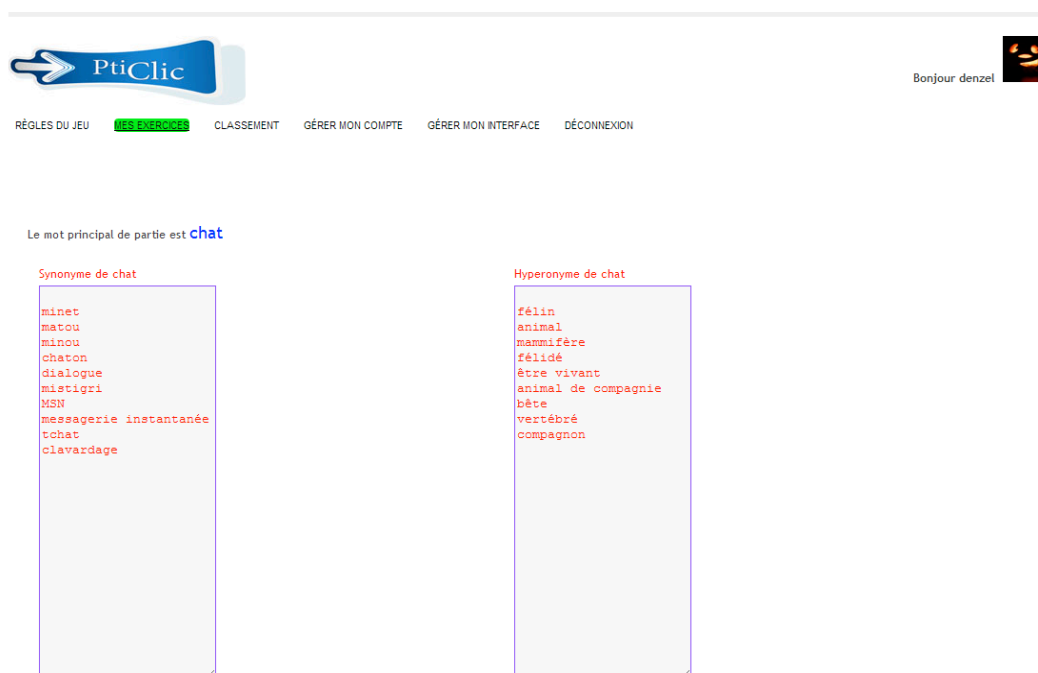 PtiClic
Bonjour denzel
RÈGLES DU JEU MES EXERCICES CLASSEMENT GÉRER MON COMPTE GÉRER MON INTERFACE DÉCONNEXION
Le mot principal de partie est chat
Synonyme de chat
minet
matou
minou
chaton
dialogue
mistigri
MSN
messagerie instantanée
tchat
clavardage
Hyperonyme de chat
félin
animal
mammifère
félidé
être vivant
animal de compagnie
bête
vertébré
compagnon